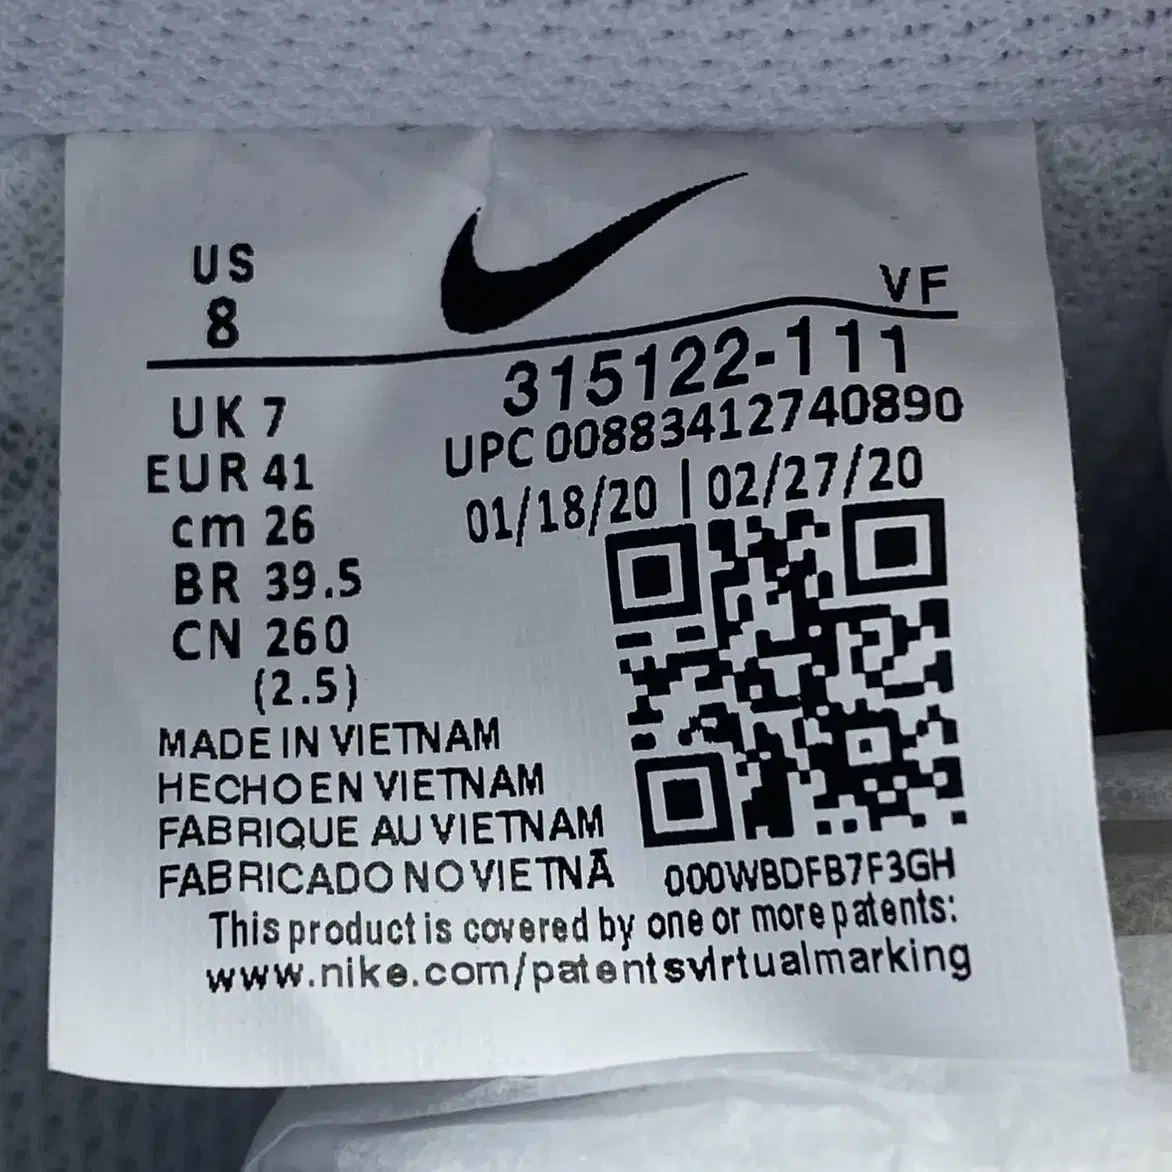 US
8
VF
315122-111
UPC 00883412740890
01/18/20 | 02/27/20
UK 7
EUR 41
cm 26
BR 39.5
CN 260
(2.5)
MADE IN VIETNAM
HECHO EN VIETNAM
FABRIQUE AU VIETNAM
FABRICADO NO VIETNÃ
000WBDFB7F3GH
This product is covered by one or more patents:
www.nike.com/patentsvirtualmarking